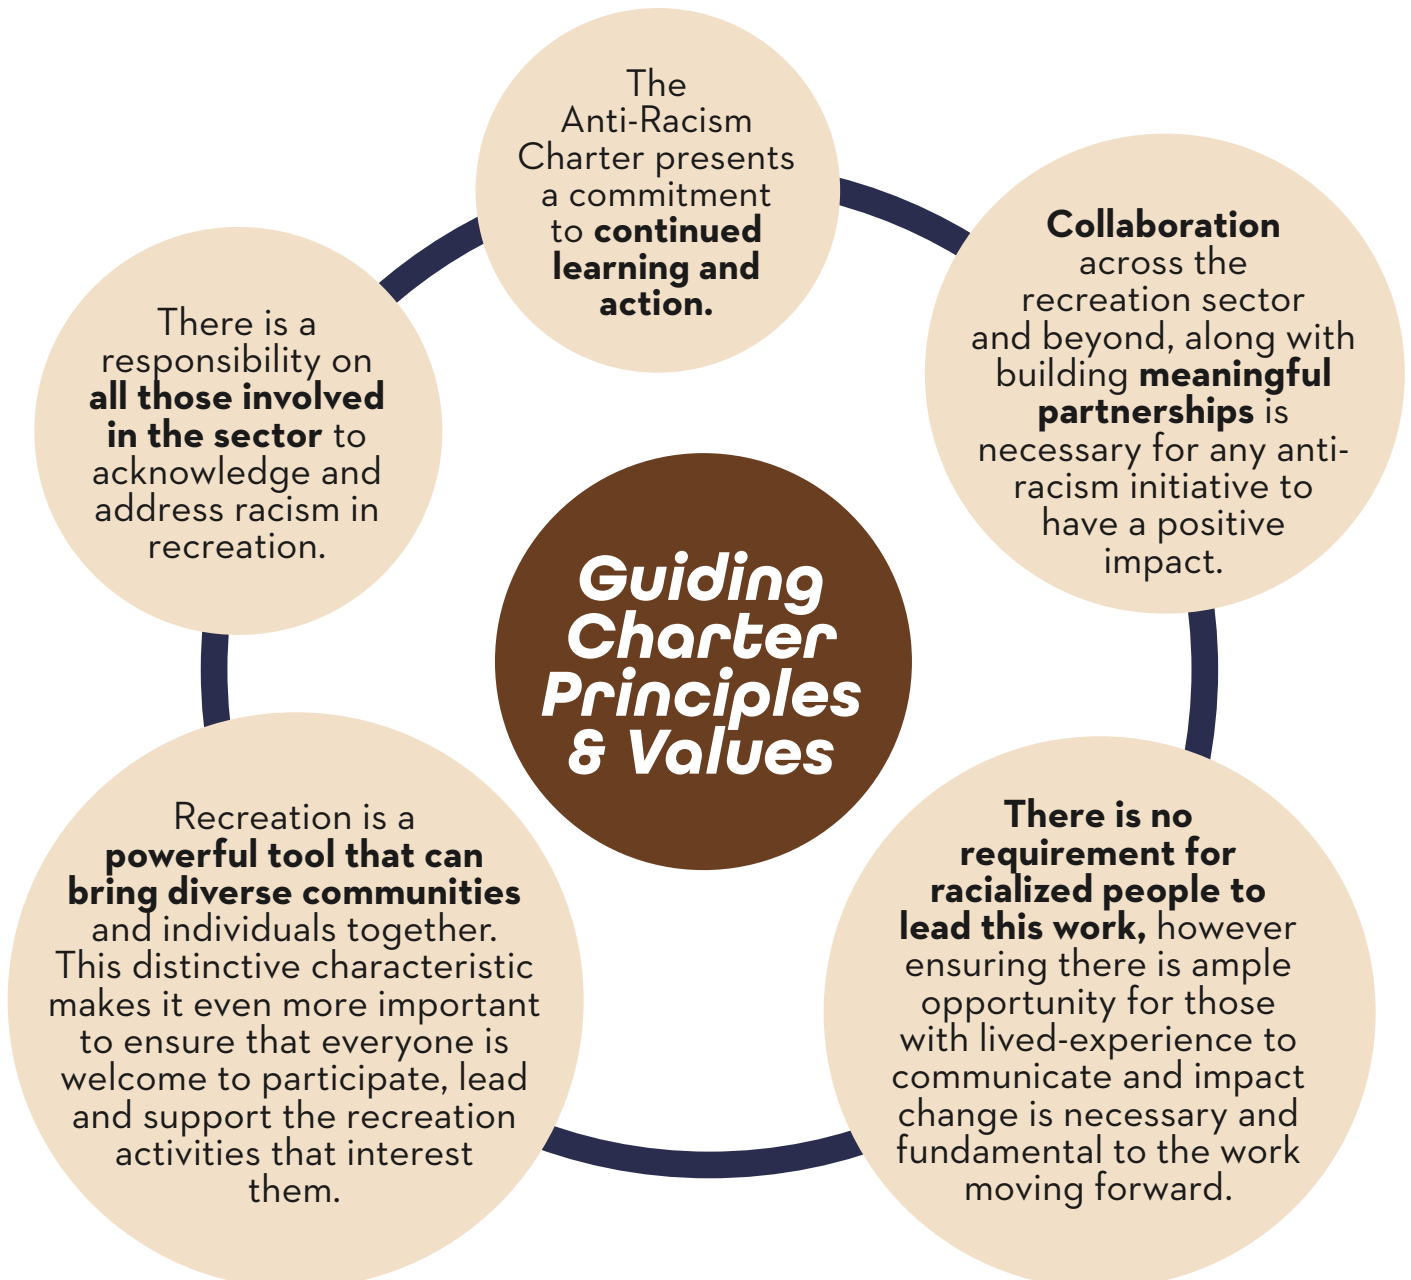 The
Anti-Racism
Charter presents
a commitment
to continued
learning and
action.
Collaboration
across the
recreation sector
and beyond, along with
building meaningful
partnerships is
necessary for any anti-
racism initiative to
have a positive
impact.
There is no
requirement for
racialized people to
lead this work, however
ensuring there is ample
opportunity for those
with lived-experience to
communicate and impact
change is necessary and
fundamental to the work
moving forward.
Recreation is a
powerful tool that can
bring diverse communities
and individuals together.
This distinctive characteristic
makes it even more important
to ensure that everyone is
welcome to participate, lead
and support the recreation
activities that interest
them.
There is a
responsibility on
all those involved
in the sector to
acknowledge and
address racism in
recreation.
Guiding
Charter
Principles
& Values